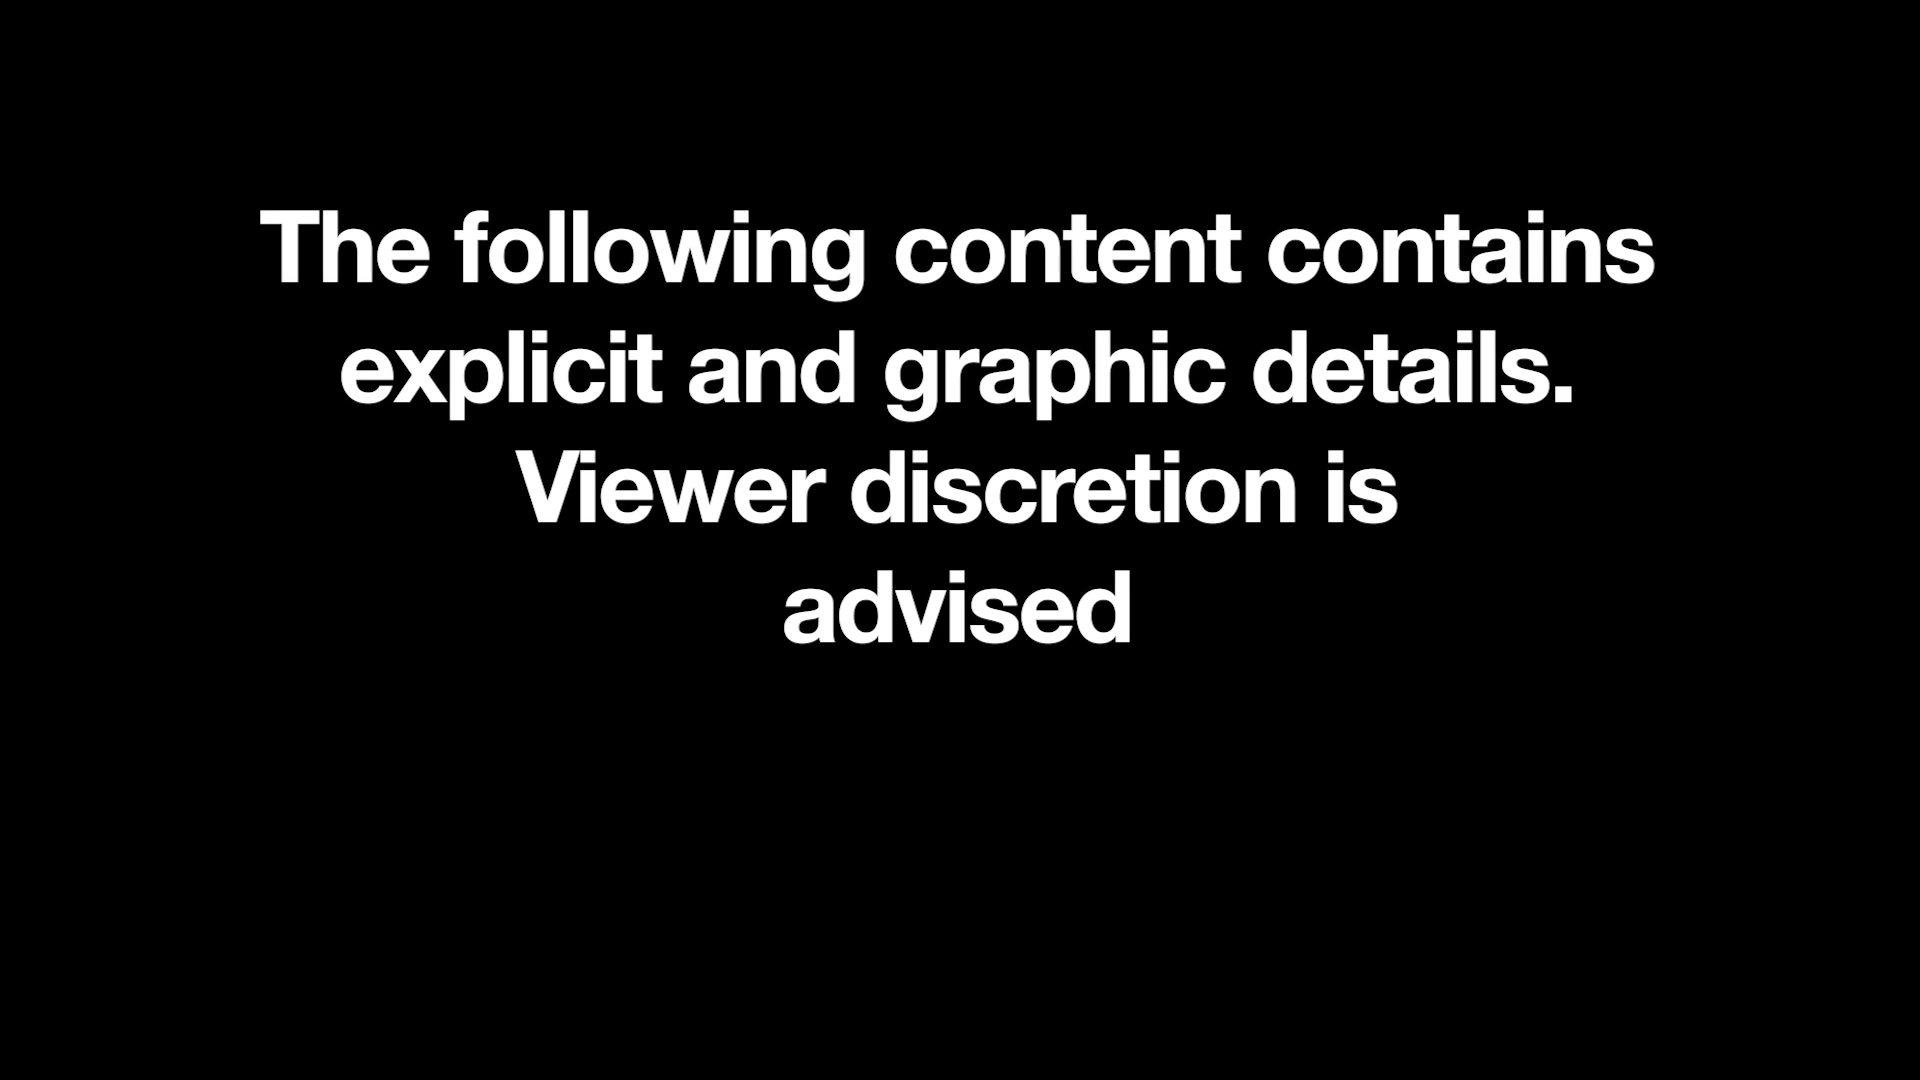 The following content contains
explicit and graphic details.
Viewer discretion is
advised